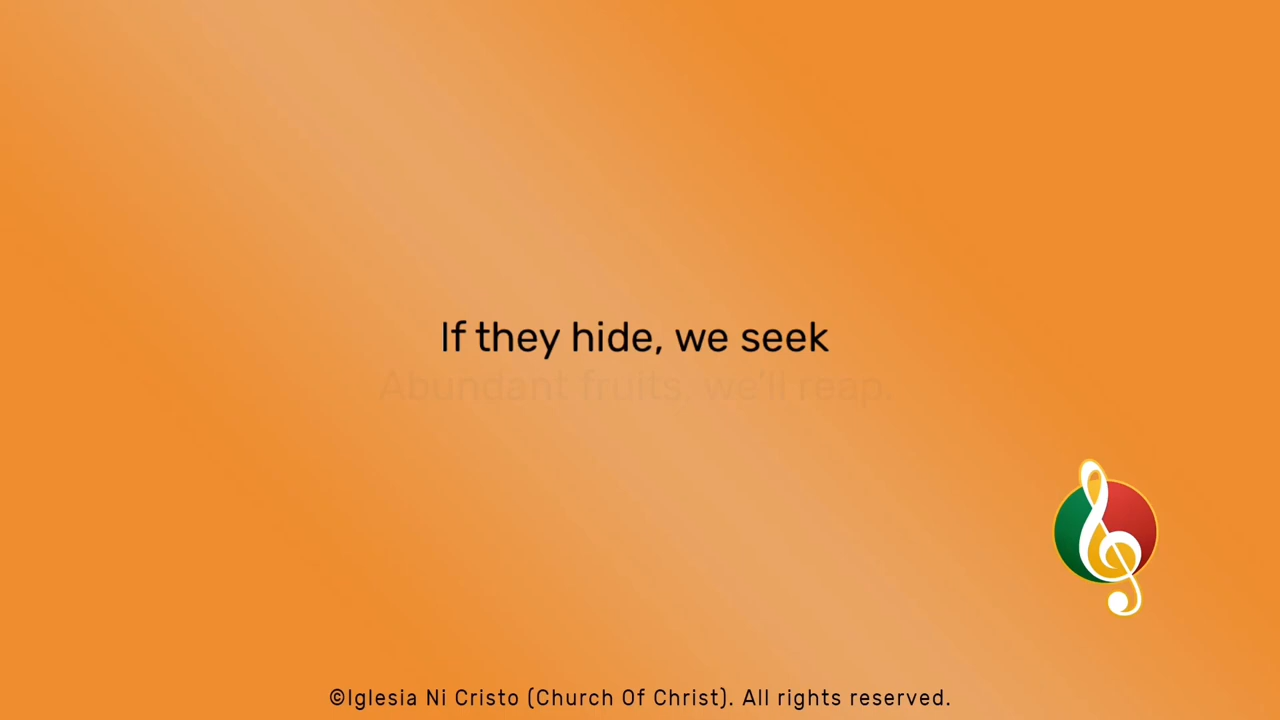 If they hide, we seek
Abundant fruits, we'll reap.
©Iglesia Ni Cristo (Church Of Christ). All rights reserved.